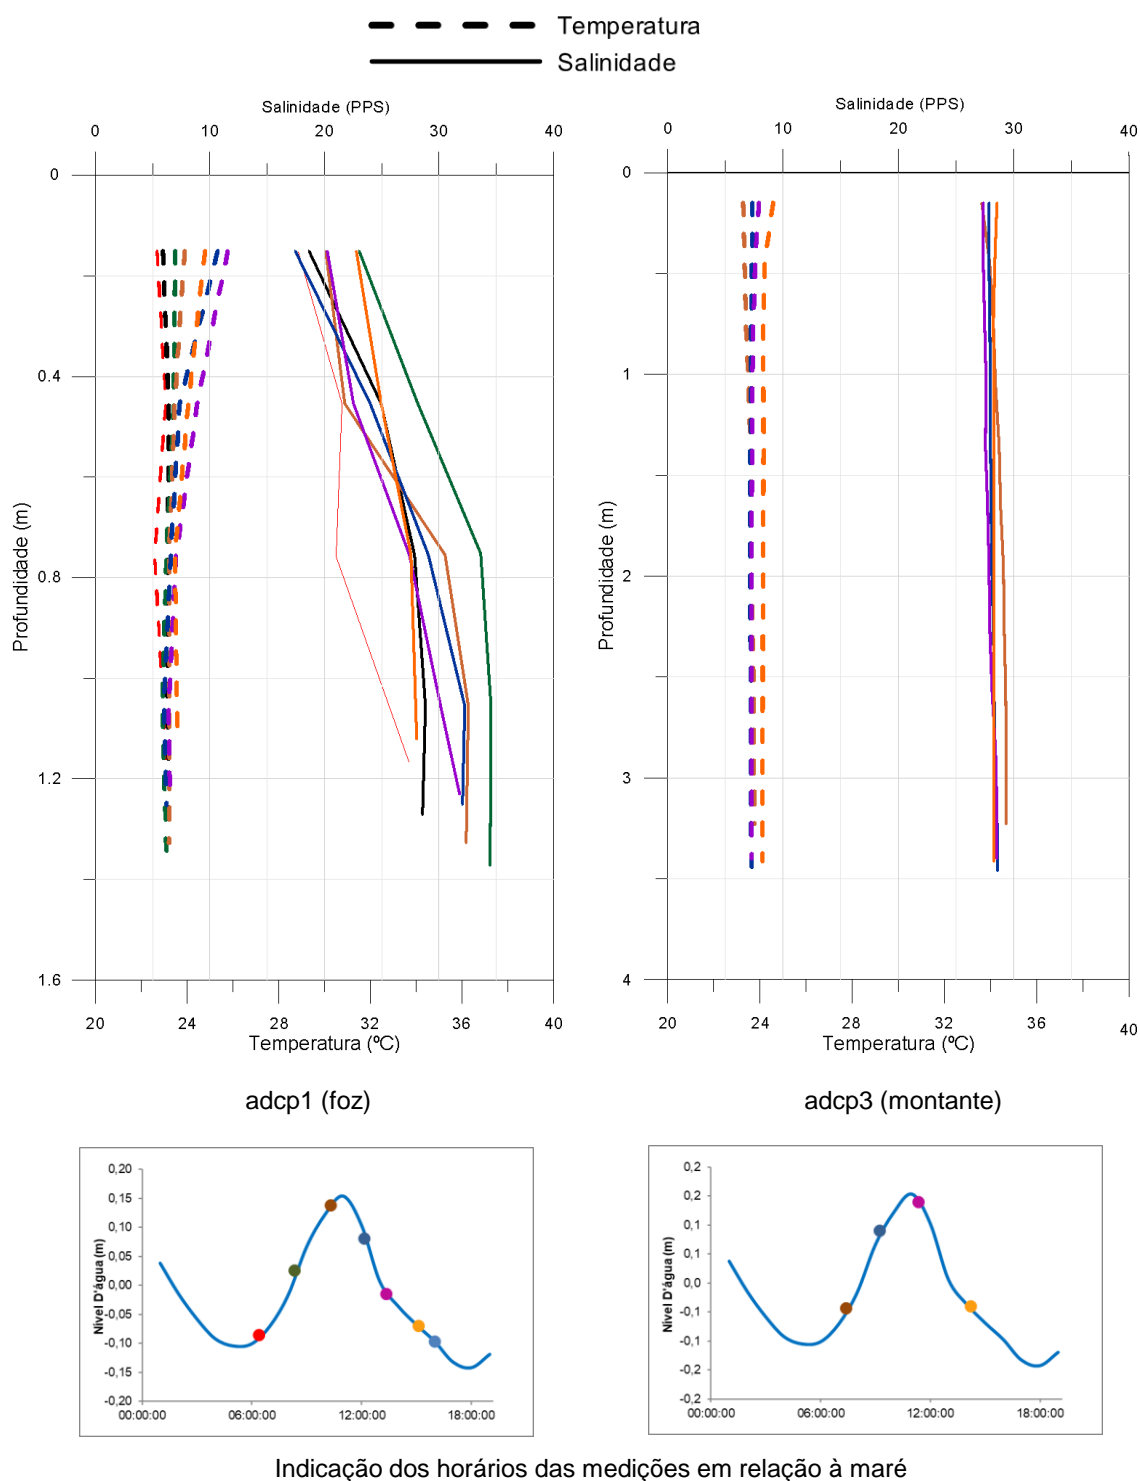 Temperatura
Salinidade
Salinidade (PPS)
0 10 20 30 40
0
0.4
0.8
1.2
1.6
Profundidade (m)
20 24 28 32 36 40
Temperatura (ºC)
adcp1 (foz)
Salinidade (PPS)
0 10 20 30 40
0
1
2
3
4
Profundidade (m)
20 24 28 32 36 40
Temperatura (ºC)
adcp3 (montante)
0,20
0,15
0,10
0,05
0,00
-0,05
-0,10
-0,15
-0,20
Nível D'água (m)
00:00:00 06:00:00 12:00:00 18:00:00
0,2
0,2
0,1
0,1
0,0
-0,1
-0,1
-0,2
-0,2
Nível D'água (m)
00:00:00 06:00:00 12:00:00 18:00:00
Indicação dos horários das medições em relação à maré